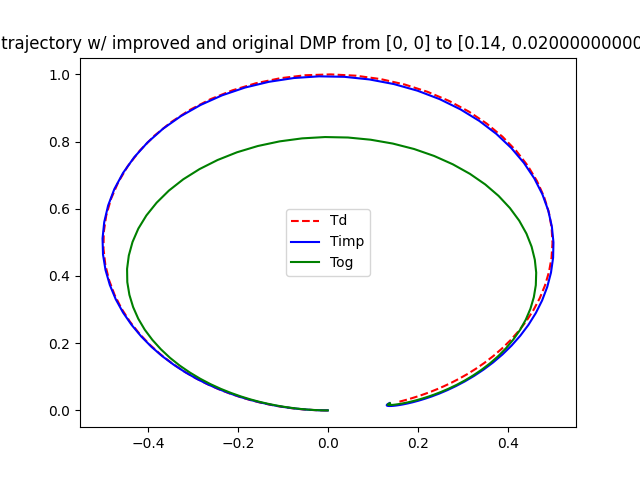 trajectory w/ improved and original DMP from [0, 0] to [0.14, 0.02000000000
1.0
0.8
0.6
0.4
0.2
0.0
Td
Timp
Tog
−0.4
−0.2
0.0
0.2
0.4